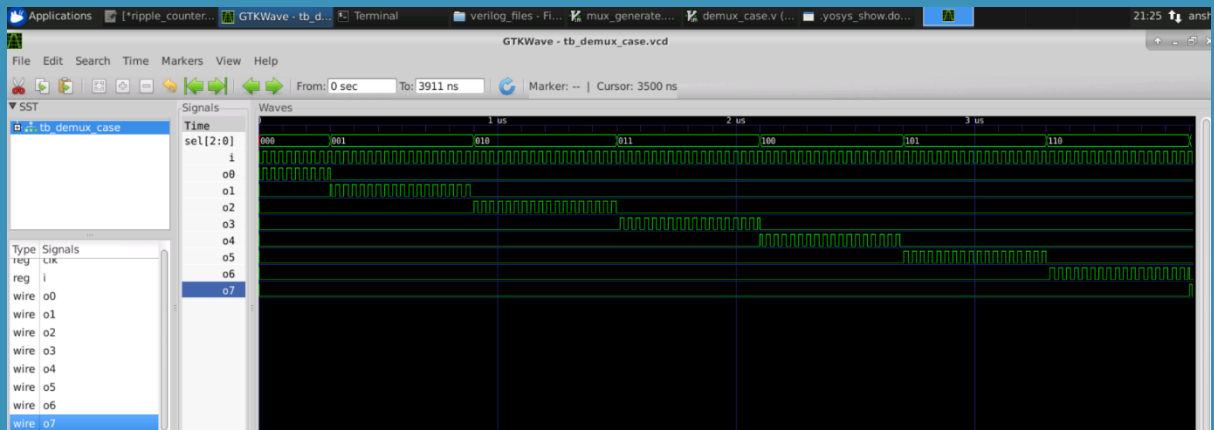 Applications [*ripple_counter... GTKWave - tb_d... Terminal verilog_files - Fi... mux_generate.... demux_case.v (... .yosys_show.do... 21:25 ansh
GTKWave - tb_demux_case.vcd
File Edit Search Time Markers View Help
From: 0 sec To: 3911 ns Marker: -- | Cursor: 3500 ns
SST
tb_demux_case
Type Signals
reg clk
reg i
wire o0
wire o1
wire o2
wire o3
wire o4
wire o5
wire o6
wire o7
Signals
Time
sel[2:0]
i
o0
o1
o2
o3
o4
o5
o6
o7
Waves
1 us 2 us 3 us
000 001 010 011 100 101 110